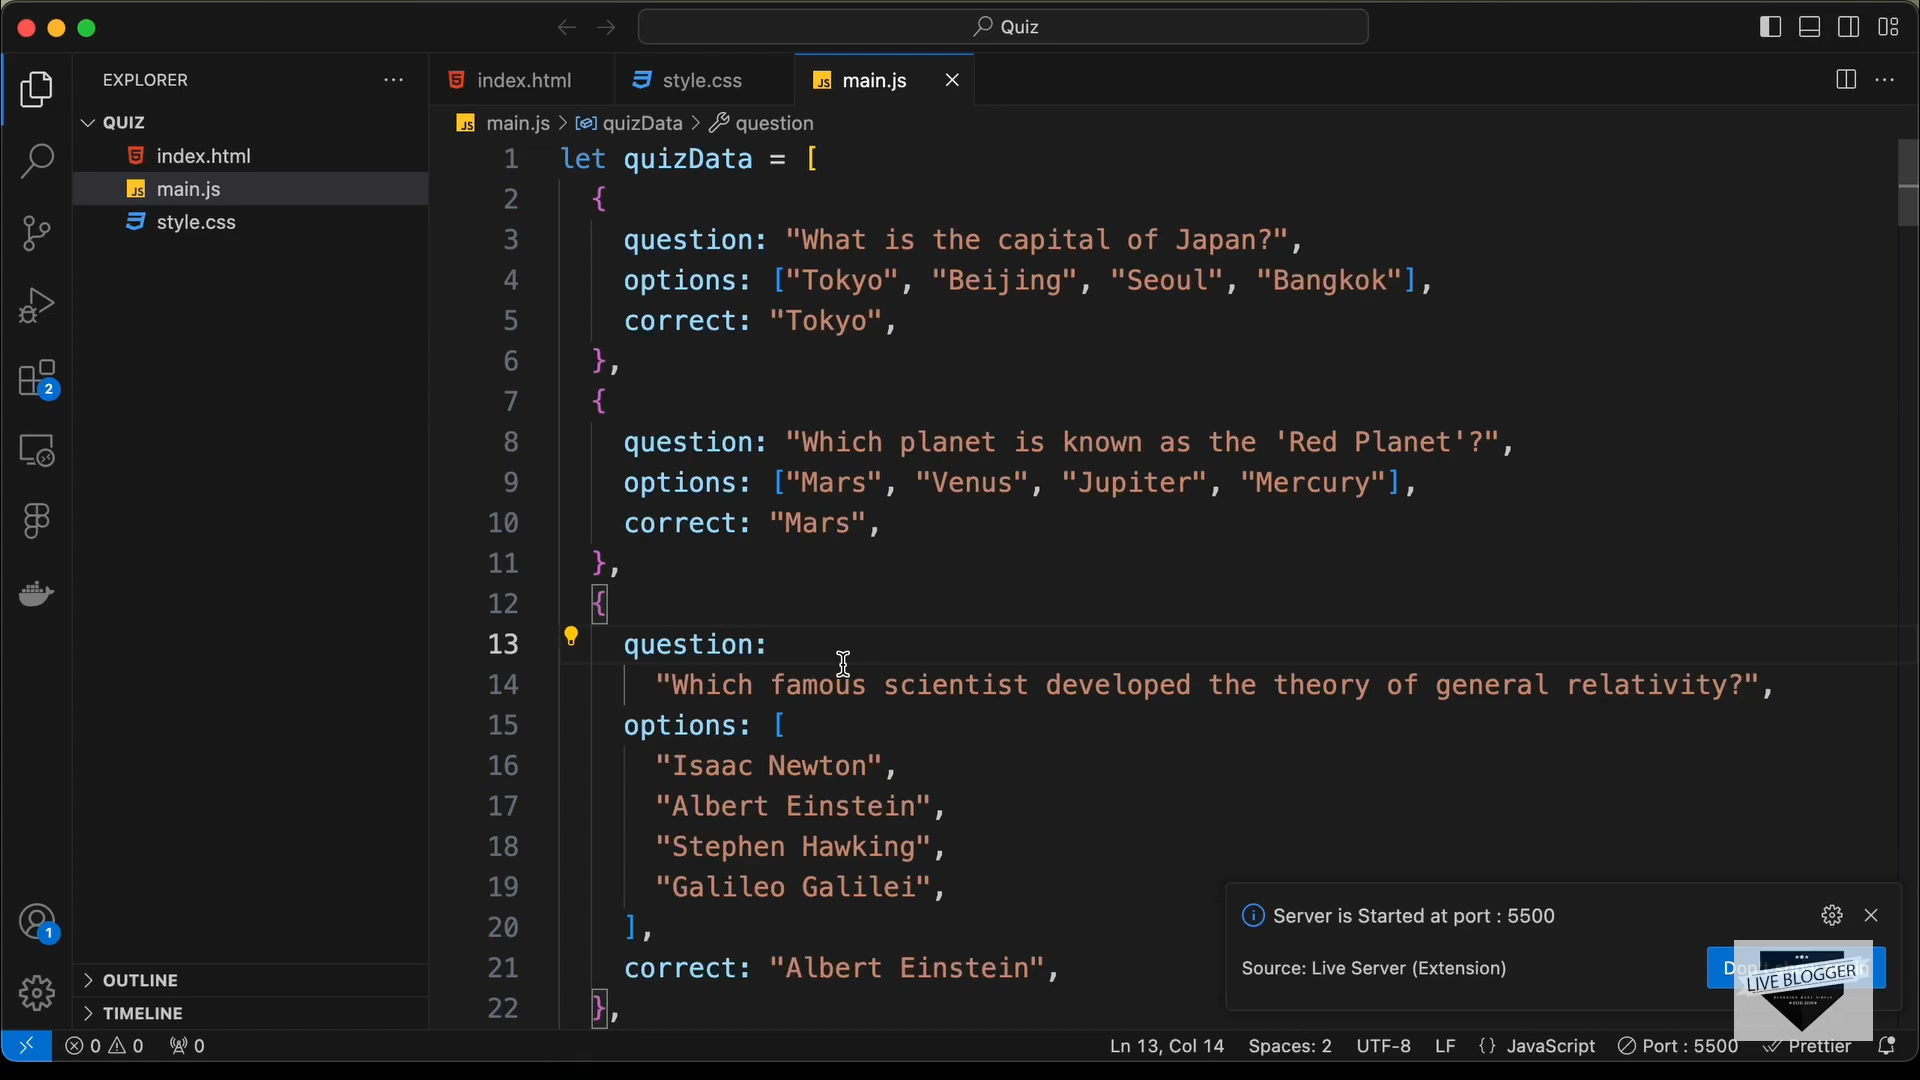 Quiz
EXPLORER
index.html
style.css
main.js
QUIZ
main.js
quizData
question
index.html
main.js
style.css
1 let quizData = [
2 {
3 question: "What is the capital of Japan?",
4 options: ["Tokyo", "Beijing", "Seoul", "Bangkok"],
5 correct: "Tokyo",
6 },
7 {
8 question: "Which planet is known as the 'Red Planet'?",
9 options: ["Mars", "Venus", "Jupiter", "Mercury"],
10 correct: "Mars",
11 },
12 {
13 question:
14 "Which famous scientist developed the theory of general relativity?",
15 options: [
16 "Isaac Newton",
17 "Albert Einstein",
18 "Stephen Hawking",
19 "Galileo Galilei",
20 ],
21 correct: "Albert Einstein",
22 },
2
1
Server is Started at port : 5500
Source: Live Server (Extension)
LIVE BLOGGER
OUTLINE
TIMELINE
0 0 0
Ln 13, Col 14 Spaces: 2 UTF-8 LF {} JavaScript Port : 5500 Prettier